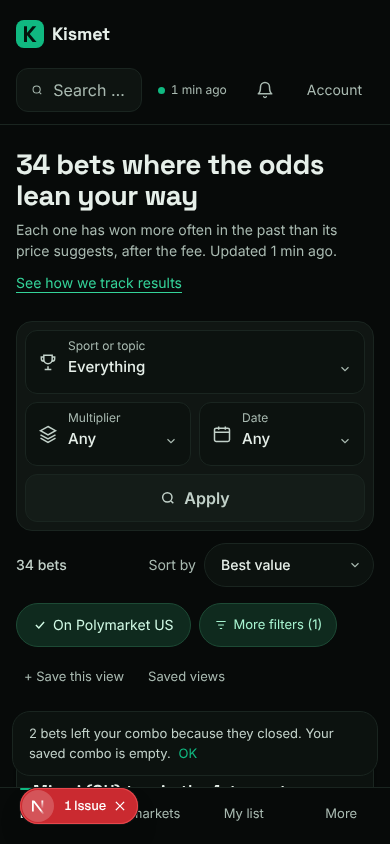 Kismet
Search ...
1 min ago
Account
34 bets where the odds
lean your way
Each one has won more often in the past than its
price suggests, after the fee. Updated 1 min ago.
See how we track results
Sport or topic
Everything
Multiplier
Any
Date
Any
Apply
34 bets
Sort by
Best value
On Polymarket US
More filters (1)
+ Save this view
Saved views
2 bets left your combo because they closed. Your
saved combo is empty. OK
1 Issue
My list
More